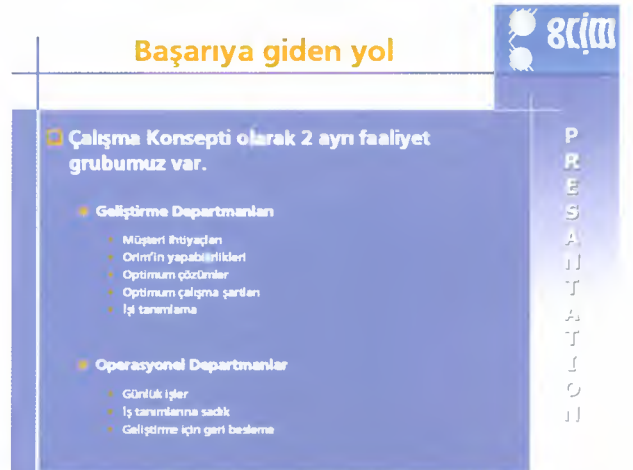 Başarıya giden yol
Çalışma Konsepti olarak 2 ayrı faaliyet
grubumuz var.
Geliştirme Departmanları
Müşteri ihtiyaçları
Orim'in yapabilirlikleri
Optimum çözümler
Optimum çalışma şartları
İşi tanımlama
Operasyonel Departmanlar
Günlük işler
İş tanımlarına sadık
Geliştirme için geri besleme
PRESANTATION